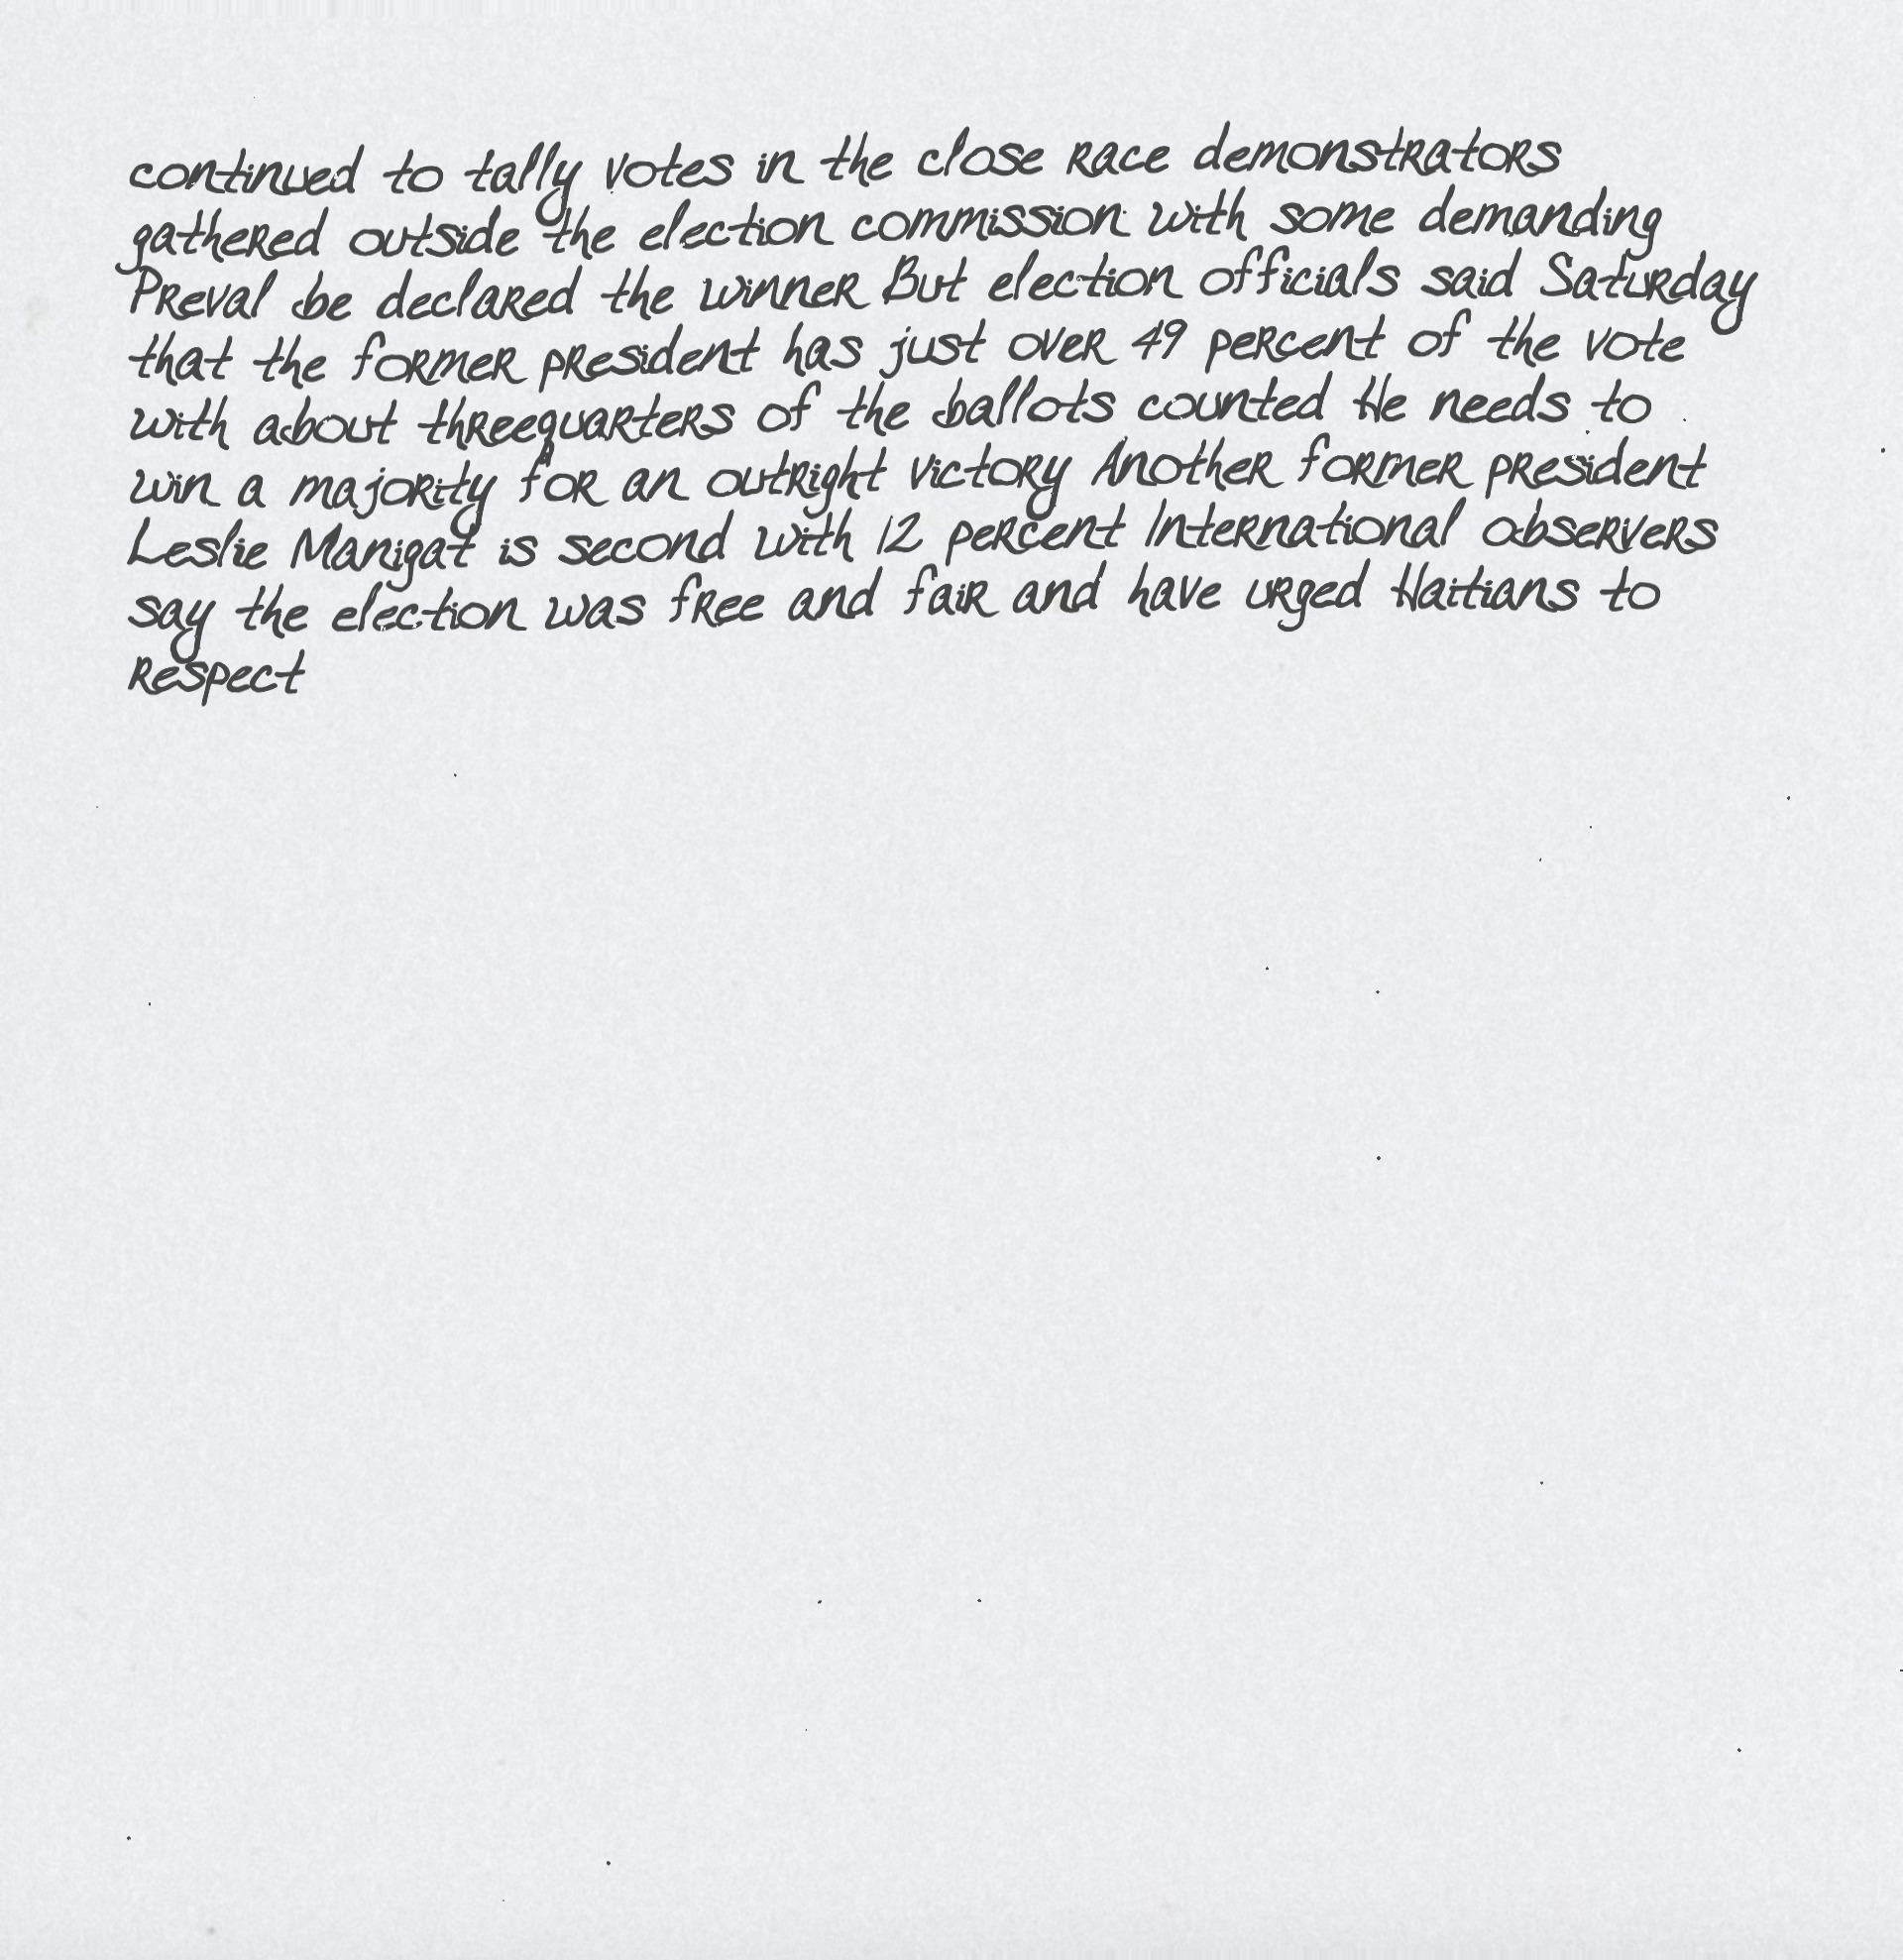 continued to tally votes in the close race demonstrators
gathered outside the election commission with some demanding
Preval be declared the winner But election officials said Saturday
that the former president has just over 49 percent of the vote
with about threequarters of the ballots counted He needs to
win a majority for an outright victory Another former president
Leslie Manigat is second with 12 percent International observers
say the election was free and fair and have urged Haitians to
respect